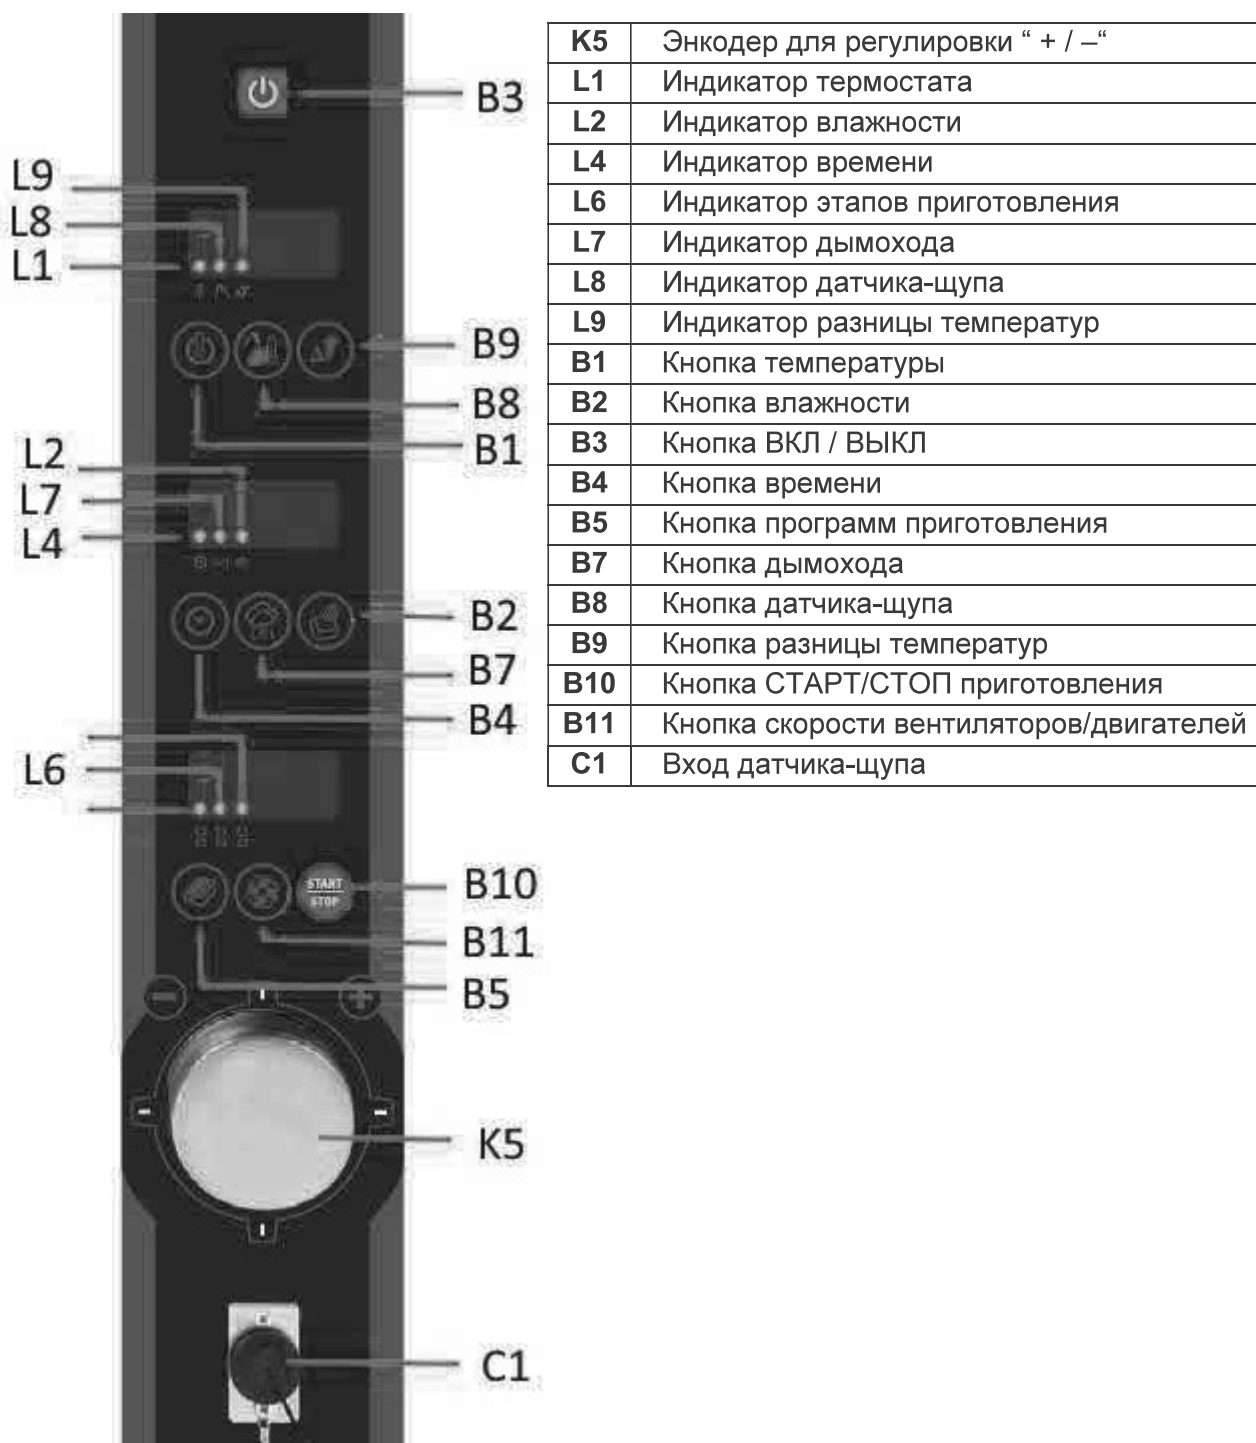 B3
L9
L8
L1
B9
B8
B1
L2
L7
L4
B2
B7
B4
L6
START
STOP
B10
B11
B5
K5
C1
K5 Энкодер для регулировки “ + / –“
L1 Индикатор термостата
L2 Индикатор влажности
L4 Индикатор времени
L6 Индикатор этапов приготовления
L7 Индикатор дымохода
L8 Индикатор датчика-щупа
L9 Индикатор разницы температур
B1 Кнопка температуры
B2 Кнопка влажности
B3 Кнопка ВКЛ / ВЫКЛ
B4 Кнопка времени
B5 Кнопка программ приготовления
B7 Кнопка дымохода
B8 Кнопка датчика-щупа
B9 Кнопка разницы температур
B10 Кнопка СТАРТ/СТОП приготовления
B11 Кнопка скорости вентиляторов/двигателей
C1 Вход датчика-щупа